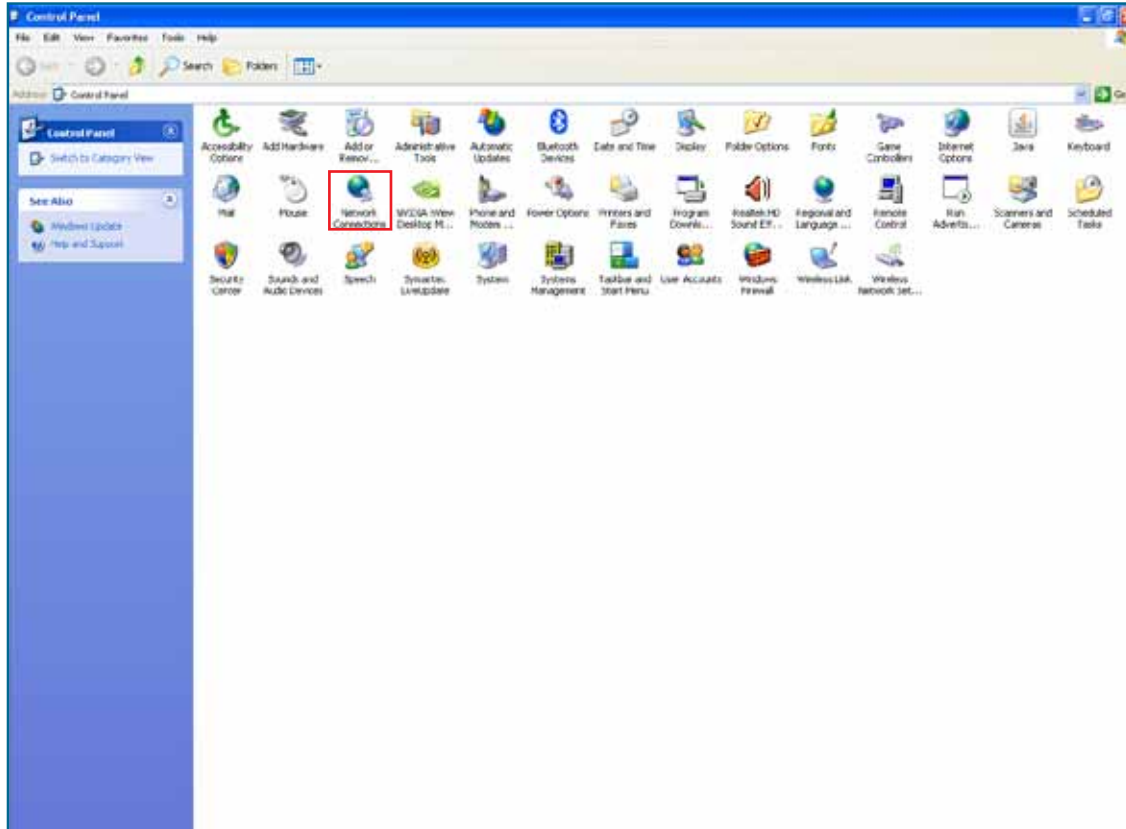 Control Panel
File Edit View Favorites Tools Help
Search Folders
Address Control Panel
Control Panel
Switch to Category View
See Also
Windows Update
Help and Support
Accessibility Options
Add Hardware
Add or Remov...
Administrative Tools
Automatic Updates
Bluetooth Devices
Date and Time
Display
Folder Options
Fonts
Game Controllers
Internet Options
Java
Keyboard
Mail
Mouse
Network Connections
NVIDIA nView Desktop M...
Phone and Modem ...
Power Options
Printers and Faxes
Program Downlo...
Realtek HD Sound Eff...
Regional and Language ...
Remote Control
Run Advertis...
Scanners and Cameras
Scheduled Tasks
Security Center
Sounds and Audio Devices
Speech
Symantec LiveUpdate
System
Systems Management
Taskbar and Start Menu
User Accounts
Windows Firewall
Wireless Link
Wireless Network Set...